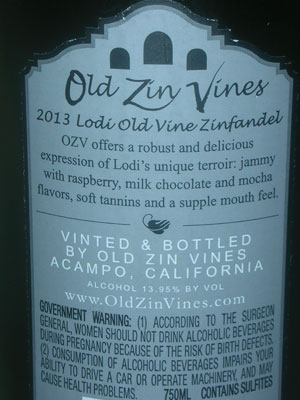 Old Zin Vines
2013 Lodi Old Vine Zinfandel
OZV offers a robust and delicious
expression of Lodi's unique terroir: jammy
with raspberry, milk chocolate and mocha
flavors, soft tannins and a supple mouth feel.
VINTED & BOTTLED
BY OLD ZIN VINES
ACAMPO, CALIFORNIA
ALCOHOL 13.95% BY VOL
www.OldZinVines.com
GOVERNMENT WARNING: (1) ACCORDING TO THE SURGEON
GENERAL, WOMEN SHOULD NOT DRINK ALCOHOLIC BEVERAGES
DURING PREGNANCY BECAUSE OF THE RISK OF BIRTH DEFECTS.
(2) CONSUMPTION OF ALCOHOLIC BEVERAGES IMPAIRS YOUR
ABILITY TO DRIVE A CAR OR OPERATE MACHINERY, AND MAY
CAUSE HEALTH PROBLEMS. 750ML CONTAINS SULFITES